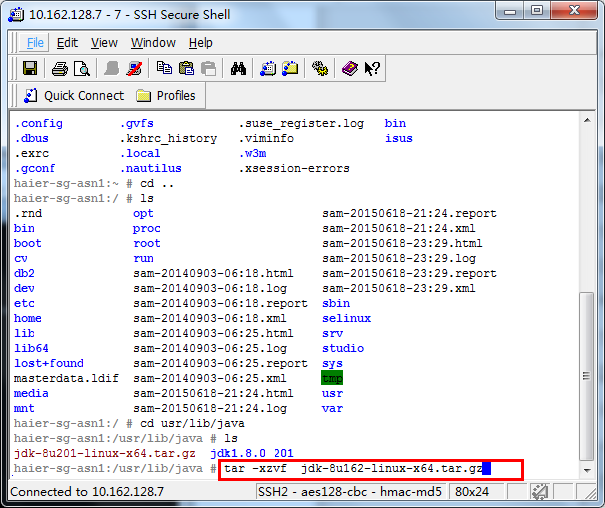 10.162.128.7 - 7 - SSH Secure Shell
File Edit View Window Help
Quick Connect Profiles
.config .gvfs .suse_register.log bin
.dbus .kshrc_history .viminfo isus
.exrc .local .w3m
.gconf .nautilus .xsession-errors
haier-sg-asn1:~ # cd ..
haier-sg-asn1:/ # ls
.rnd opt sam-20150618-21:24.report
bin proc sam-20150618-21:24.xml
boot root sam-20150618-23:29.html
cv run sam-20150618-23:29.log
db2 sam-20140903-06:18.html sam-20150618-23:29.report
dev sam-20140903-06:18.log sam-20150618-23:29.xml
etc sam-20140903-06:18.report sbin
home sam-20140903-06:18.xml selinux
lib sam-20140903-06:25.html srv
lib64 sam-20140903-06:25.log studio
lost+found sam-20140903-06:25.report sys
masterdata.ldif sam-20140903-06:25.xml tmp
media sam-20150618-21:24.html usr
mnt sam-20150618-21:24.log var
haier-sg-asn1:/ # cd usr/lib/java
haier-sg-asn1:/usr/lib/java # ls
jdk-8u201-linux-x64.tar.gz jdk1.8.0_201
haier-sg-asn1:/usr/lib/java # tar -xzvf jdk-8u162-linux-x64.tar.gz
Connected to 10.162.128.7 SSH2 - aes128-cbc - hmac-md5 80x24